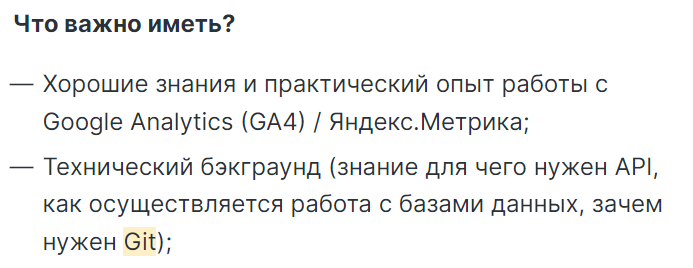 Что важно иметь?
— Хорошие знания и практический опыт работы с
Google Analytics (GA4) / Яндекс.Метрика;
— Технический бэкграунд (знание для чего нужен API,
как осуществляется работа с базами данных, зачем
нужен Git);